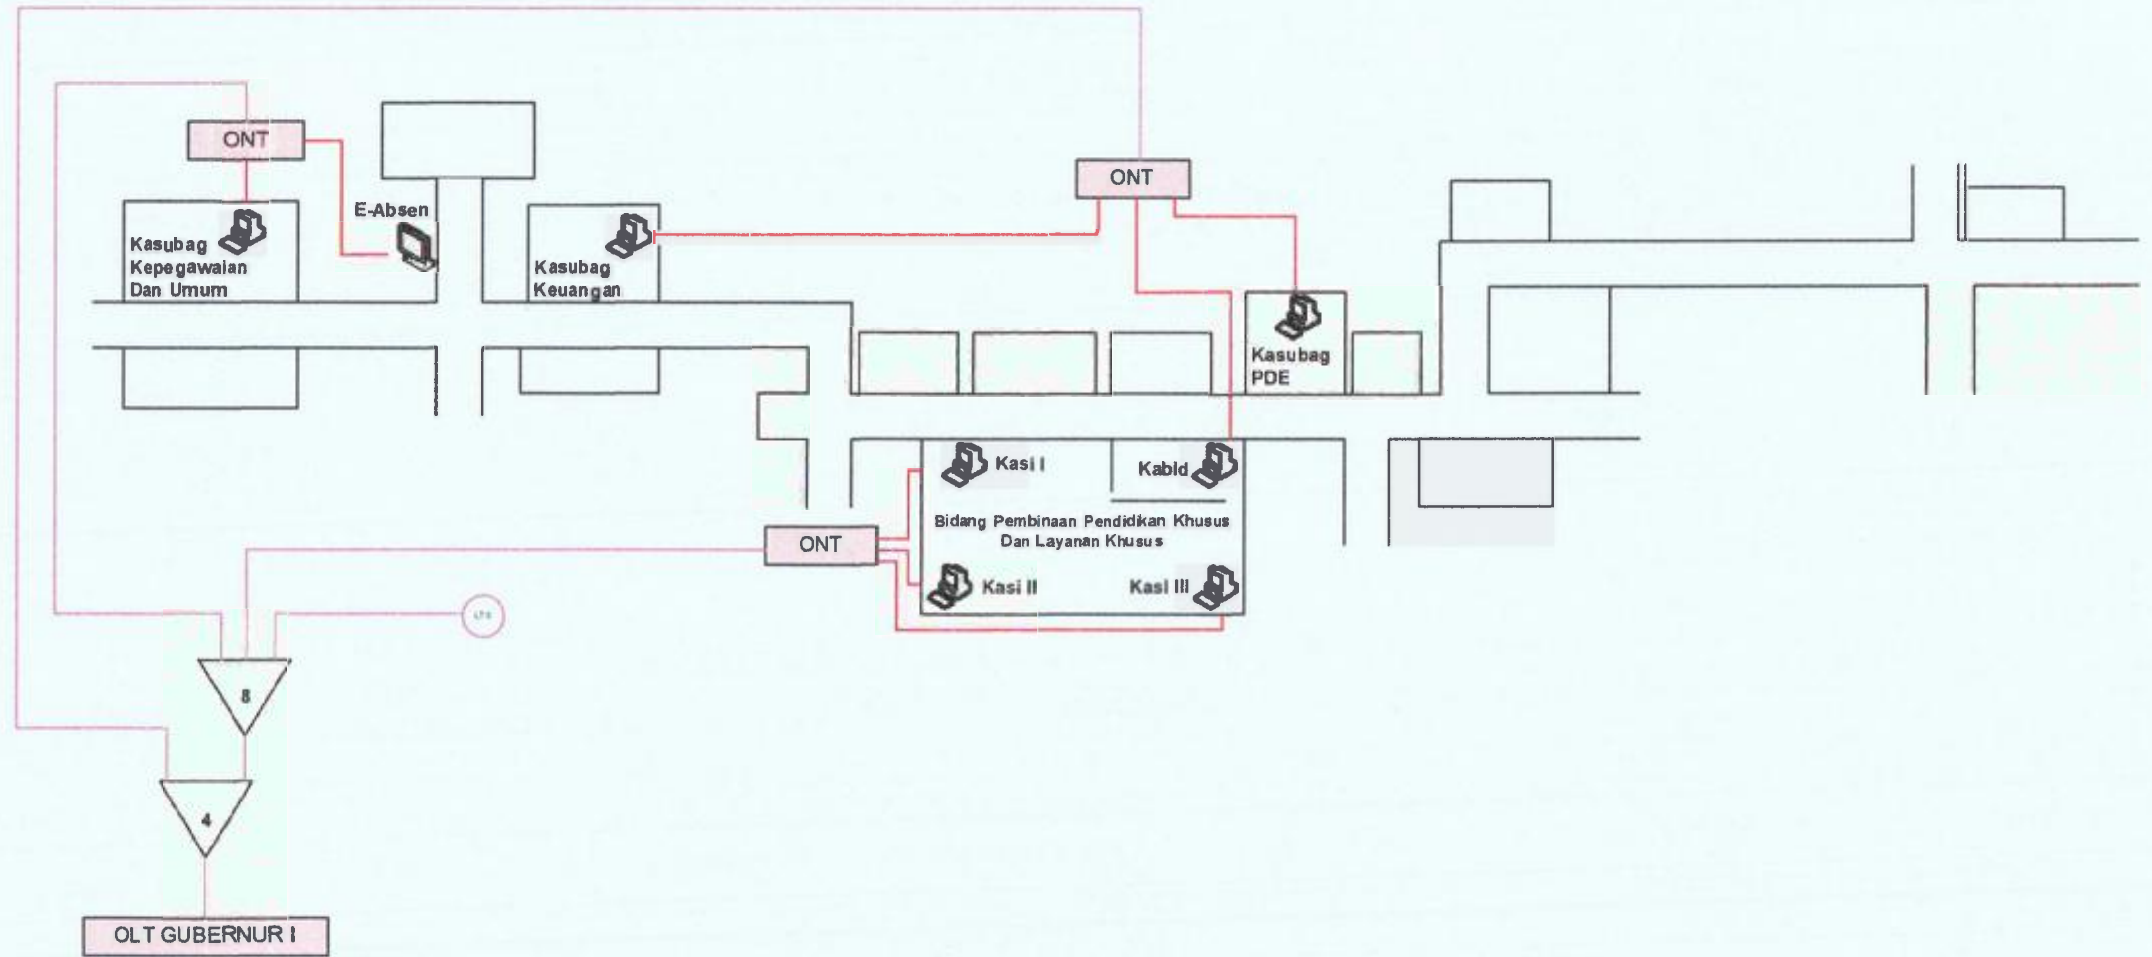 ONT
E-Absen
Kasubag
Kepegawaian
Dan Umum
Kasubag
Keuangan
ONT
Kasubag
PDE
Kasi I
Kabid
Bidang Pembinaan Pendidikan Khusus
Dan Layanan Khusus
ONT
Kasi II
Kasi III
8
4
OLT GUBERNUR I